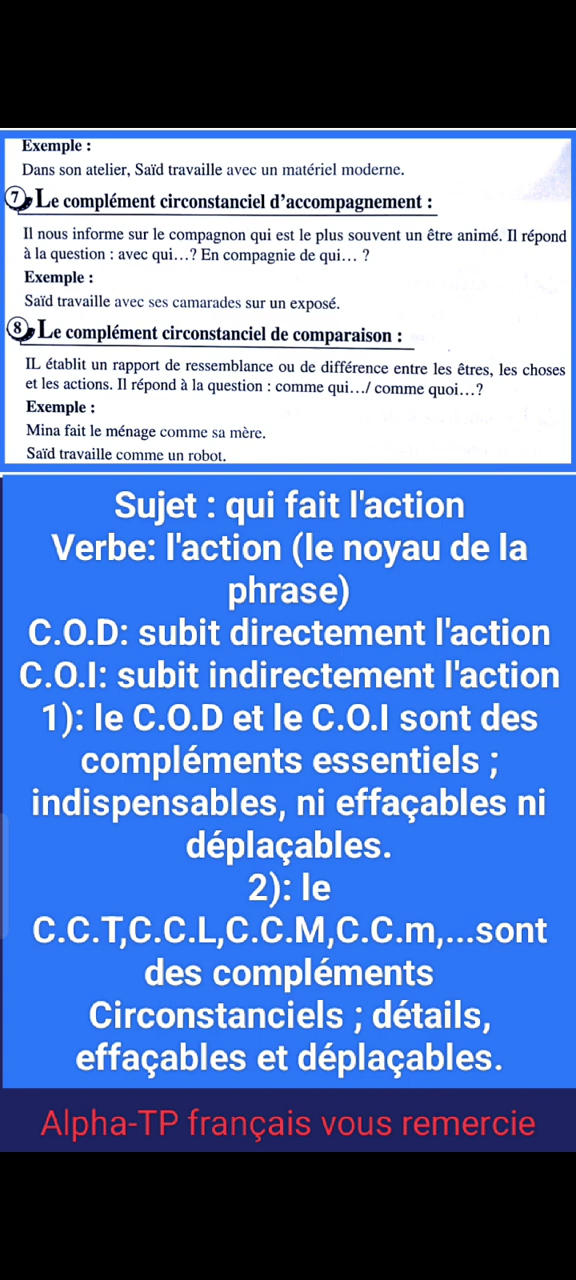 Exemple :
Dans son atelier, Saïd travaille avec un matériel moderne.
7 Le complément circonstanciel d'accompagnement :
Il nous informe sur le compagnon qui est le plus souvent un être animé. Il répond
à la question : avec qui...? En compagnie de qui... ?
Exemple :
Saïd travaille avec ses camarades sur un exposé.
8 Le complément circonstanciel de comparaison :
IL établit un rapport de ressemblance ou de différence entre les êtres, les choses
et les actions. Il répond à la question : comme qui.../ comme quoi...?
Exemple :
Mina fait le ménage comme sa mère.
Saïd travaille comme un robot.
Sujet : qui fait l'action
Verbe: l'action (le noyau de la
phrase)
C.O.D: subit directement l'action
C.O.I: subit indirectement l'action
1): le C.O.D et le C.O.I sont des
compléments essentiels ;
indispensables, ni effaçables ni
déplaçables.
2): le
C.C.T,C.C.L,C.C.M,C.C.m,...sont
des compléments
Circonstanciels ; détails,
effaçables et déplaçables.
Alpha-TP français vous remercie